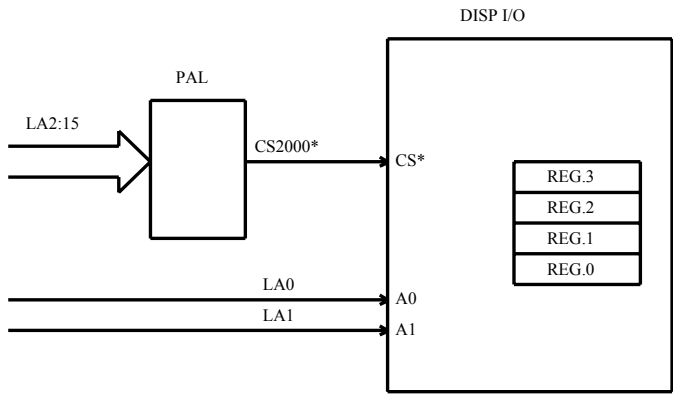 DISP I/O
PAL
LA2:15
CS2000*
CS*
REG.3
REG.2
REG.1
REG.0
LA0
A0
LA1
A1